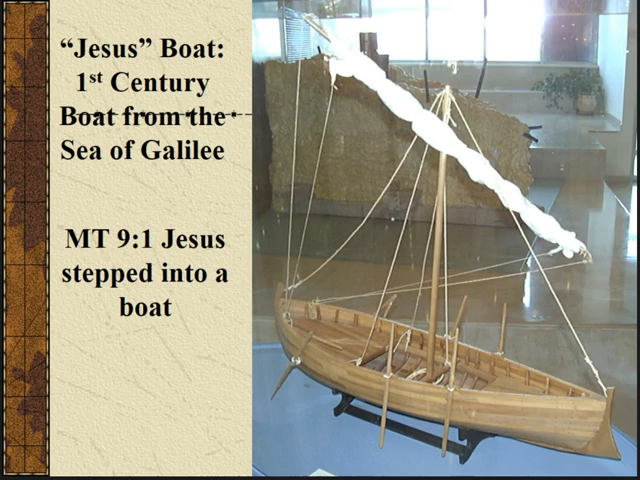 “Jesus” Boat:
1st Century
Boat from the
Sea of Galilee
MT 9:1 Jesus
stepped into a
boat